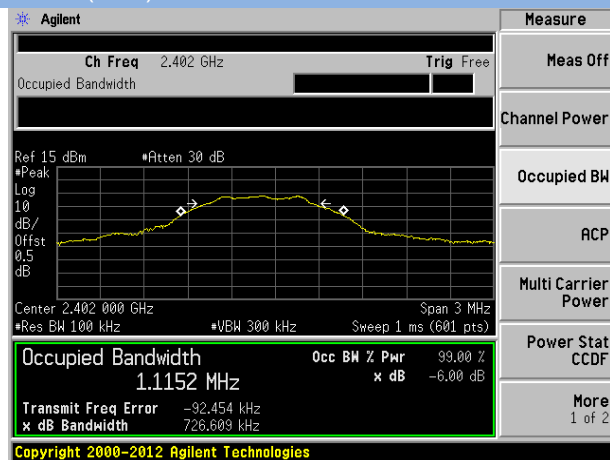 Agilent
Measure
Ch Freq 2.402 GHz Trig Free
Occupied Bandwidth
Meas Off
Channel Power
Occupied BW
ACP
Multi Carrier
Power
Power Stat
CCDF
More
1 of 2
Ref 15 dBm #Atten 30 dB
#Peak
Log
10
dB/
Offst
0.5
dB
Center 2.402 000 GHz Span 3 MHz
#Res BW 100 kHz #VBW 300 kHz Sweep 1 ms (601 pts)
Occupied Bandwidth Occ BW % Pwr 99.00 %
1.1152 MHz x dB -6.00 dB
Transmit Freq Error -92.454 kHz
x dB Bandwidth 726.609 kHz
Copyright 2000-2012 Agilent Technologies